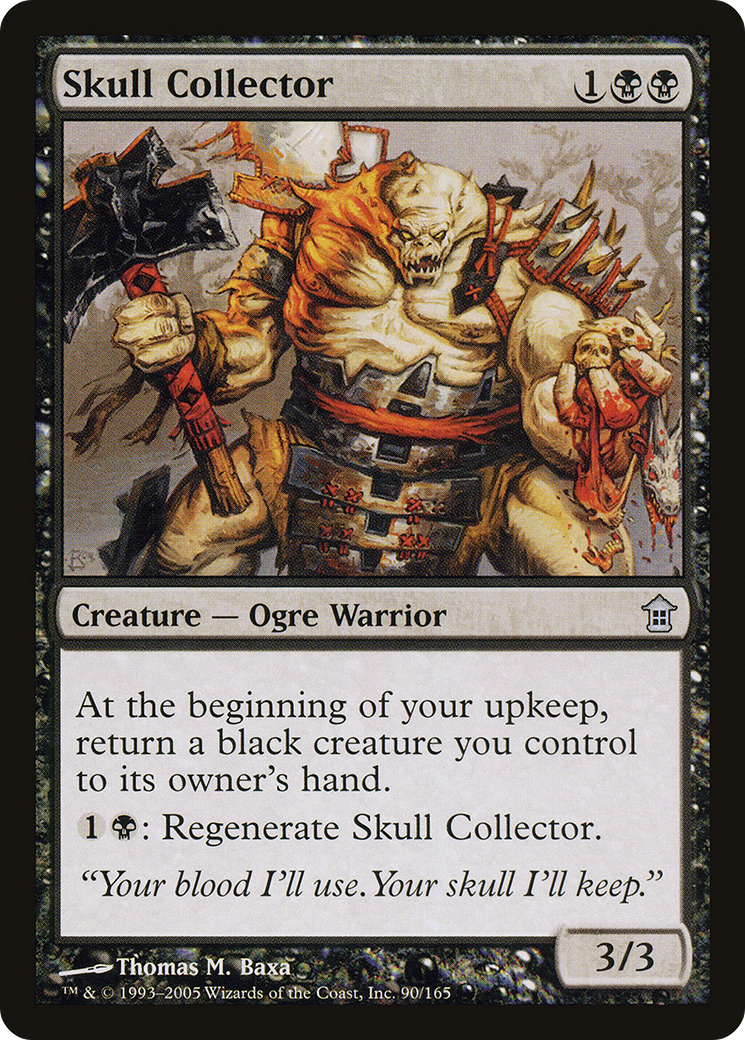 Skull Collector 1
Creature — Ogre Warrior
At the beginning of your upkeep,
return a black creature you control
to its owner's hand.
1 : Regenerate Skull Collector.
“Your blood I'll use. Your skull I'll keep.”
3/3
Thomas M. Baxa
™ & © 1993–2005 Wizards of the Coast, Inc. 90/165